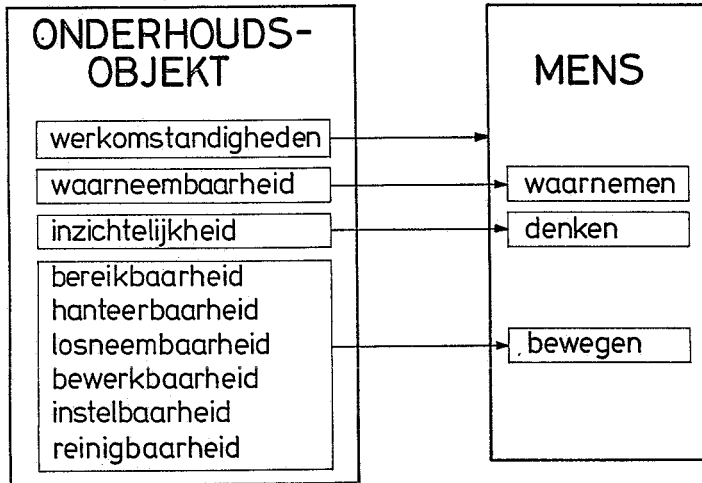 ONDERHOUDS-
OBJEKT
werkomstandigheden
waarneembaarheid
inzichtelijkheid
bereikbaarheid
hanteerbaarheid
losneembaarheid
bewerkbaarheid
instelbaarheid
reinigbaarheid
MENS
waarnemen
denken
bewegen